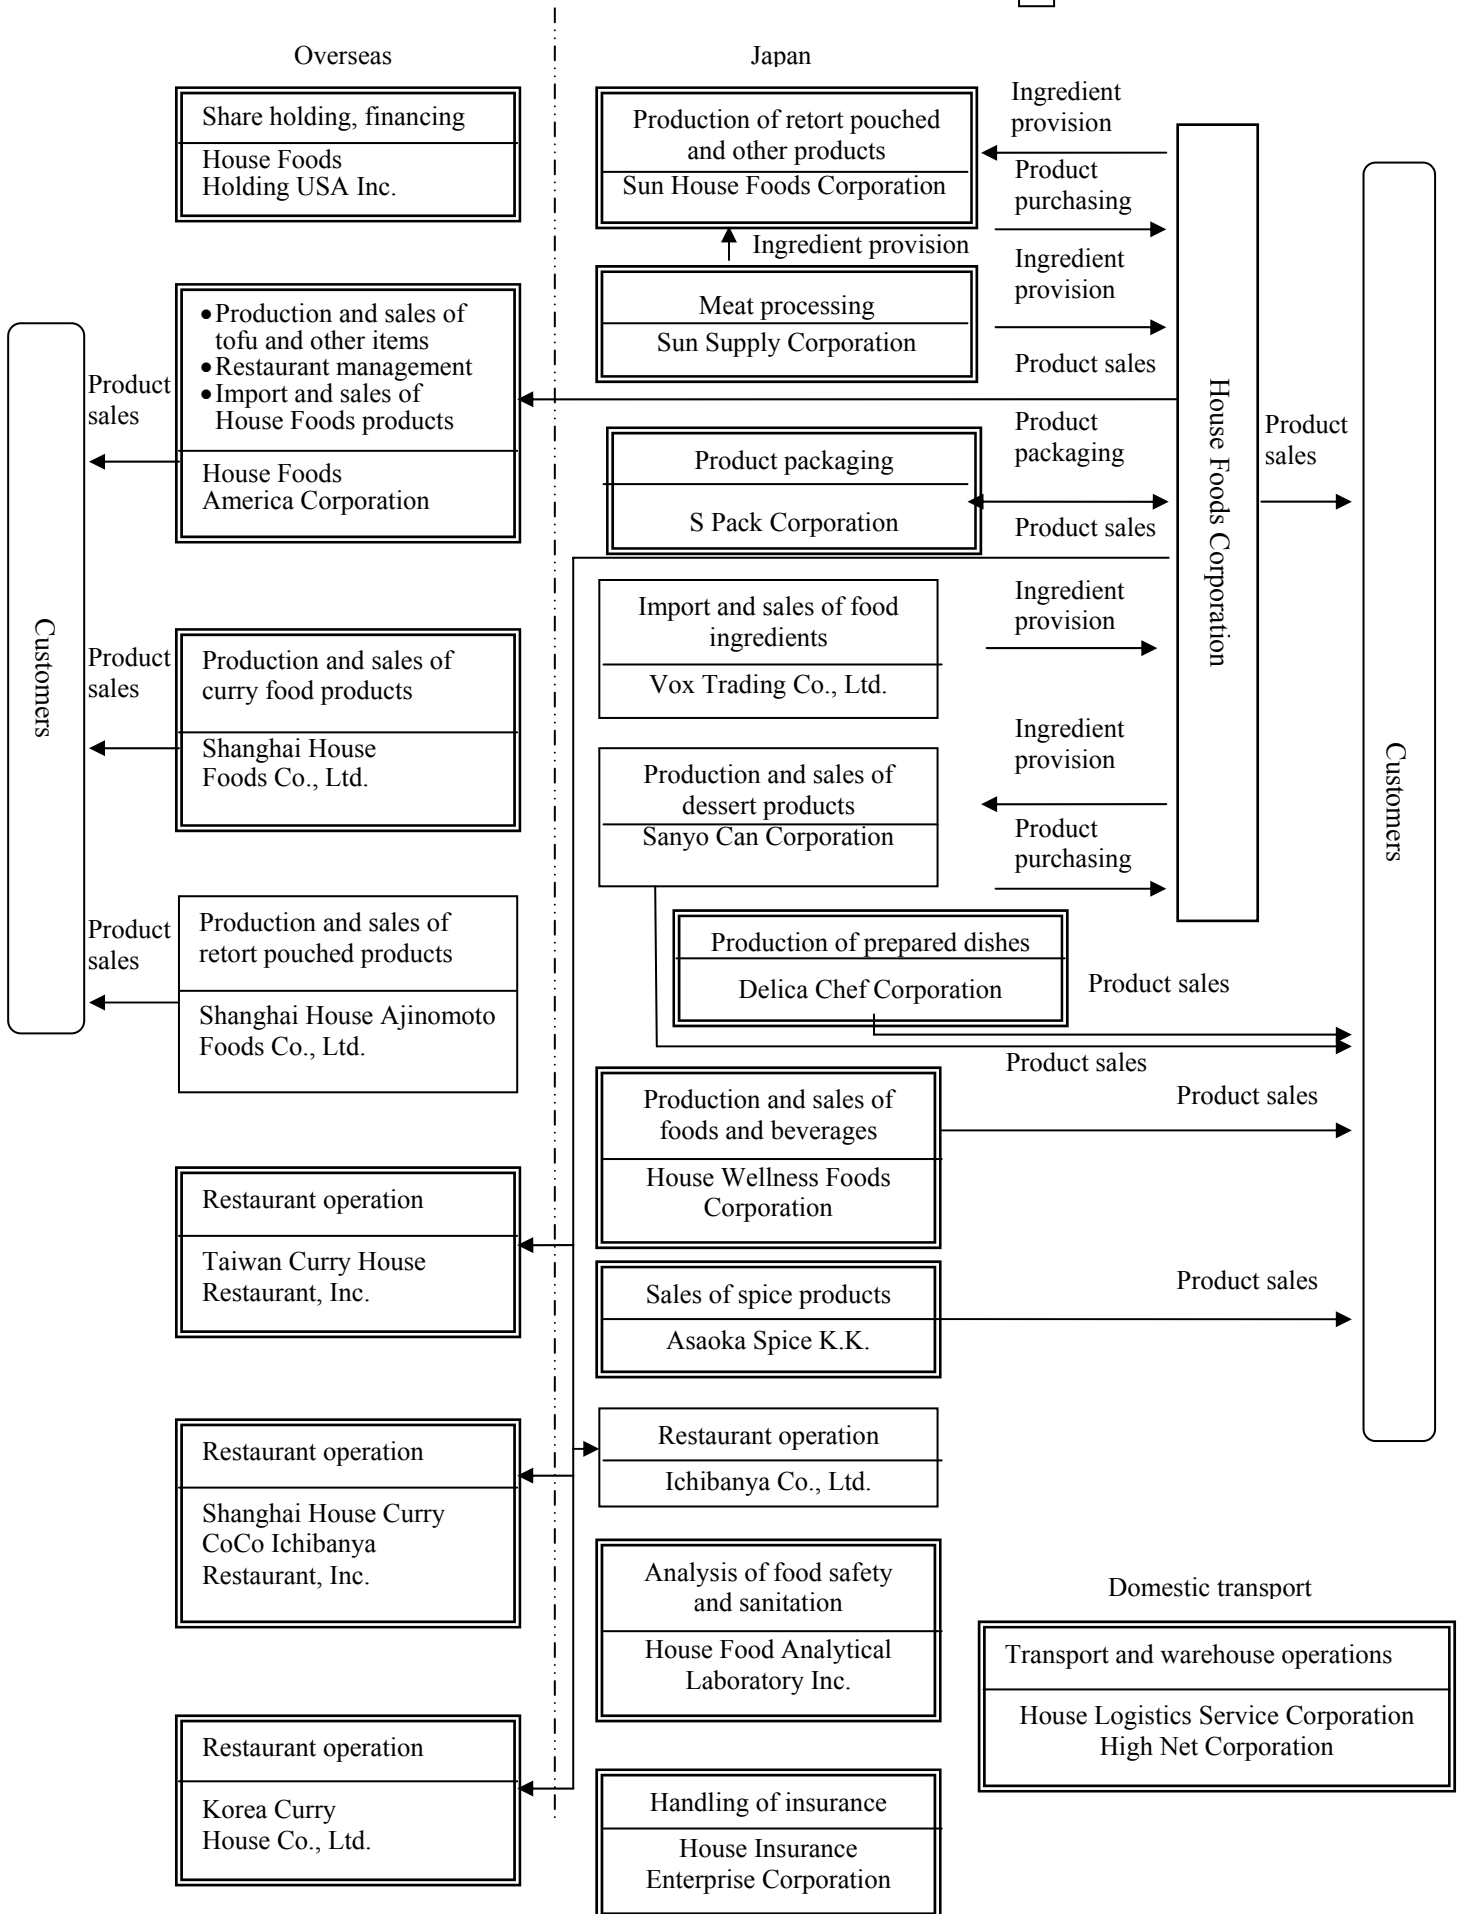 Overseas
Japan
Share holding, financing
House Foods
Holding USA Inc.
Production of retort pouched
and other products
Sun House Foods Corporation
Ingredient
provision
Product
purchasing
Ingredient provision
Ingredient
provision
Meat processing
Sun Supply Corporation
Product sales
•Production and sales of
tofu and other items
•Restaurant management
•Import and sales of
House Foods products
House Foods
America Corporation
Product
sales
Product packaging
S Pack Corporation
Product
packaging
Product sales
House Foods Corporation
Product
sales
Customers
Product
sales
Production and sales of
curry food products
Shanghai House
Foods Co., Ltd.
Import and sales of food
ingredients
Vox Trading Co., Ltd.
Ingredient
provision
Production and sales of
dessert products
Sanyo Can Corporation
Ingredient
provision
Product
purchasing
Customers
Product
sales
Production and sales of
retort pouched products
Shanghai House Ajinomoto
Foods Co., Ltd.
Production of prepared dishes
Delica Chef Corporation
Product sales
Product sales
Production and sales of
foods and beverages
House Wellness Foods
Corporation
Product sales
Restaurant operation
Taiwan Curry House
Restaurant, Inc.
Sales of spice products
Asaoka Spice K.K.
Product sales
Restaurant operation
Shanghai House Curry
CoCo Ichibanya
Restaurant, Inc.
Restaurant operation
Ichibanya Co., Ltd.
Analysis of food safety
and sanitation
House Food Analytical
Laboratory Inc.
Domestic transport
Transport and warehouse operations
House Logistics Service Corporation
High Net Corporation
Restaurant operation
Korea Curry
House Co., Ltd.
Handling of insurance
House Insurance
Enterprise Corporation